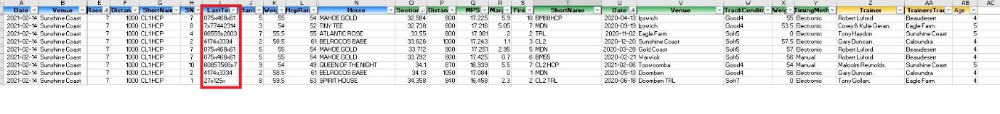 A B E F G H I J K L N O P Q R S T U V W X Y Z AA AB AC
Date Venue Race Distan ShortNam SN LastTe Barri Weig HopRat Horse Section Distan MPS Mar Fini ShortName Date Venue TrackConditi Weig TimingMeth Trainer TrainersTrac Age
2021-02-14 Sunshine Coast 7 1000 CL1HCP 7 075x468x61 5 55 54 MAHOE GOLD 32.584 800 17.225 5.9 10 BM68HCP 2020-04-13 Ipswich Good4 55 Electronic Robert Lyford. Beaudesert 4
2021-02-14 Sunshine Coast 7 1000 CL1HCP 8 7x77442314 3 54 52 TINY TEE 32.738 800 17.216 5.05 7 MDN 2020-09-19 Ipswich Good4 53.5 Electronic Corey & Kylie Geran. Eagle Farm 5
2021-02-14 Sunshine Coast 7 1000 CL1HCP 4 86559x2603 7 55.5 55 ATLANTIC ROSE 33.55 800 17.361 2 2 TRL 2020-11-02 Eagle Farm Soft5 0 Electronic Tony Haydon. Sunshine Coast 5
2021-02-14 Sunshine Coast 7 1000 CL1HCP 2 4174x3334 2 58.5 61 BELROCOS BABE 33.626 1000 17.243 1.1 3 CL2 2020-12-20 Sunshine Coast Soft5 57.5 Electronic Gary Duncan. Caloundra 4
2021-02-14 Sunshine Coast 7 1000 CL1HCP 7 075x468x61 5 55 54 MAHOE GOLD 33.712 900 17.251 2.95 5 MDN 2020-03-28 Gold Coast Soft5 57 Electronic Robert Lyford. Beaudesert 4
2021-02-14 Sunshine Coast 7 1000 CL1HCP 7 075x468x61 5 55 54 MAHOE GOLD 33.792 800 17.425 0.7 6 BM55 2020-02-21 Warwick Soft5 56 Manual Robert Lyford. Beaudesert 4
2021-02-14 Sunshine Coast 7 1000 CL1HCP 10 60857568x7 9 54 49 QUEEN OF THE NIGHT 34.1 870 16.939 5.5 7 CL2 HCP 2021-02-06 Toowoomba Good4 54 Manual Malcolm Reynolds. Sunshine Coast 5
2021-02-14 Sunshine Coast 7 1000 CL1HCP 2 4174x3334 2 58.5 61 BELROCOS BABE 34.13 1050 17.084 0 1 MDN 2020-05-13 Doomben Good4 56 Electronic Gary Duncan. Caloundra 4
2021-02-14 Sunshine Coast 7 1000 CL1HCP 1 27x125x 8 59.5 63 SPIRIT HOUSE 34.358 840 16.458 2.3 2 CL2 TRL 2020-06-18 Doomben TRL Soft7 0 Electronic Tony Gollan. Eagle Farm 5